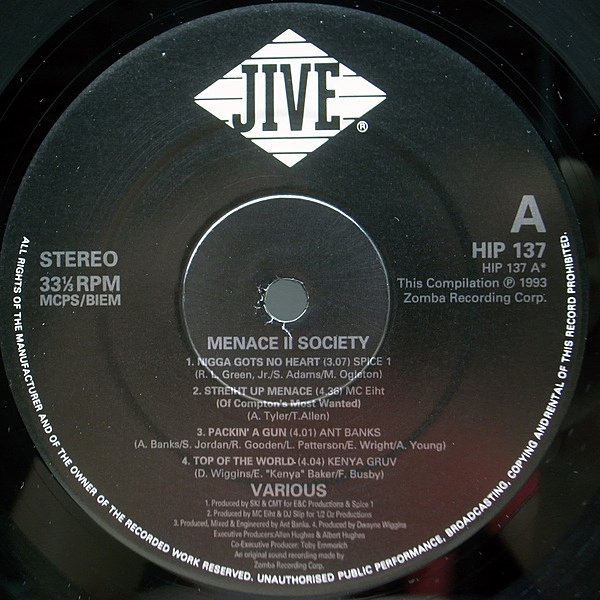 JIVE
®
A
HIP 137
HIP 137 A*
This Compilation ℗ 1993
Zomba Recording Corp.
STEREO
33⅓ RPM
MCPS/BIEM
MENACE II SOCIETY
1. NIGGA GOTS NO HEART (3.07) SPICE 1
(R. L. Green, Jr./S. Adams/M. Ogleton)
2. STREIHT UP MENACE (4.36) MC Eiht
(Of Compton's Most Wanted)
(A. Tyler/T.Allen)
3. PACKIN' A GUN (4.01) ANT BANKS
(A. Banks/S. Jordan/R. Gooden/L. Patterson/E. Wright/A. Young)
4. TOP OF THE WORLD (4.04) KENYA GRUV
(D. Wiggins/E. "Kenya" Baker/F. Busby)
VARIOUS
1. Produced by SKI & CMT for E&C Productions & Spice 1
2. Produced by MC Eiht & DJ Slip for 1/2 Oz Productions
3. Produced, Mixed & Engineered by Ant Banks. 4. Produced by Dwayne Wiggins
Executive Producers:Allen Hughes & Albert Hughes
Co-Executive Producer: Toby Emmerich
An original sound recording made by
Zomba Recording Corp.
ALL RIGHTS OF THE MANUFACTURER AND OF THE OWNER OF THE RECORDED WORK RESERVED. UNAUTHORISED PUBLIC PERFORMANCE, BROADCASTING, COPYING AND RENTAL OF THIS RECORD PROHIBITED.